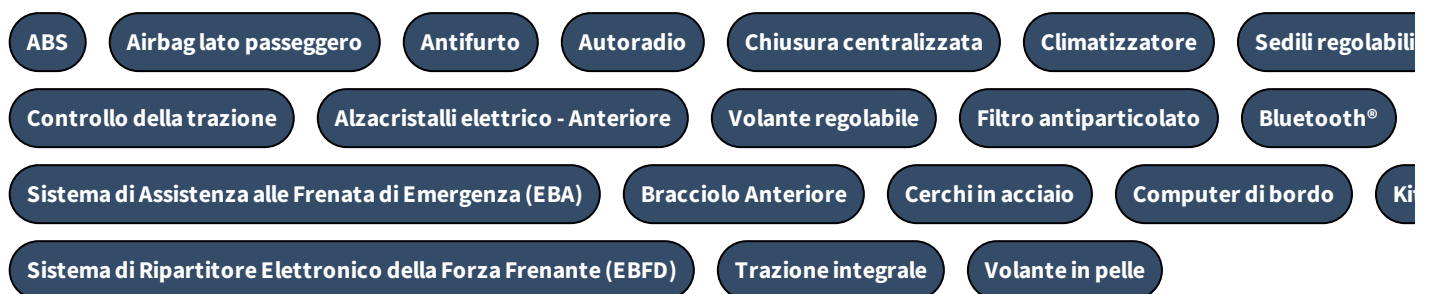 ABS Airbag lato passeggero Antifurto Autoradio Chiusura centralizzata Climatizzatore Sedili regolabili
Controllo della trazione Alzacristalli elettrico - Anteriore Volante regolabile Filtro antiparticolato Bluetooth®
Sistema di Assistenza alle Frenata di Emergenza (EBA) Bracciolo Anteriore Cerchi in acciaio Computer di bordo
Sistema di Ripartitore Elettronico della Forza Frenante (EBFD) Trazione integrale Volante in pelle